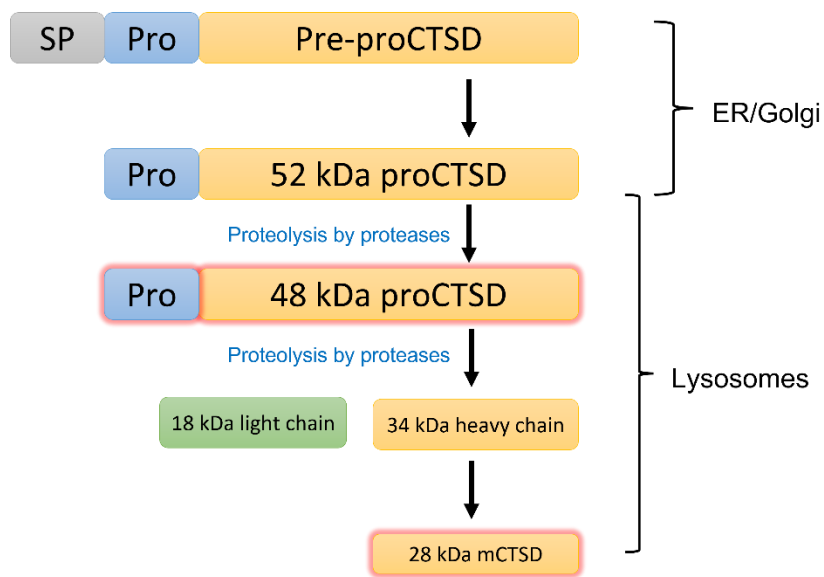 SP Pro Pre-proCTSD
ER/Golgi
Pro 52 kDa proCTSD
Proteolysis by proteases
Pro 48 kDa proCTSD
Proteolysis by proteases
Lysosomes
18 kDa light chain 34 kDa heavy chain
28 kDa mCTSD